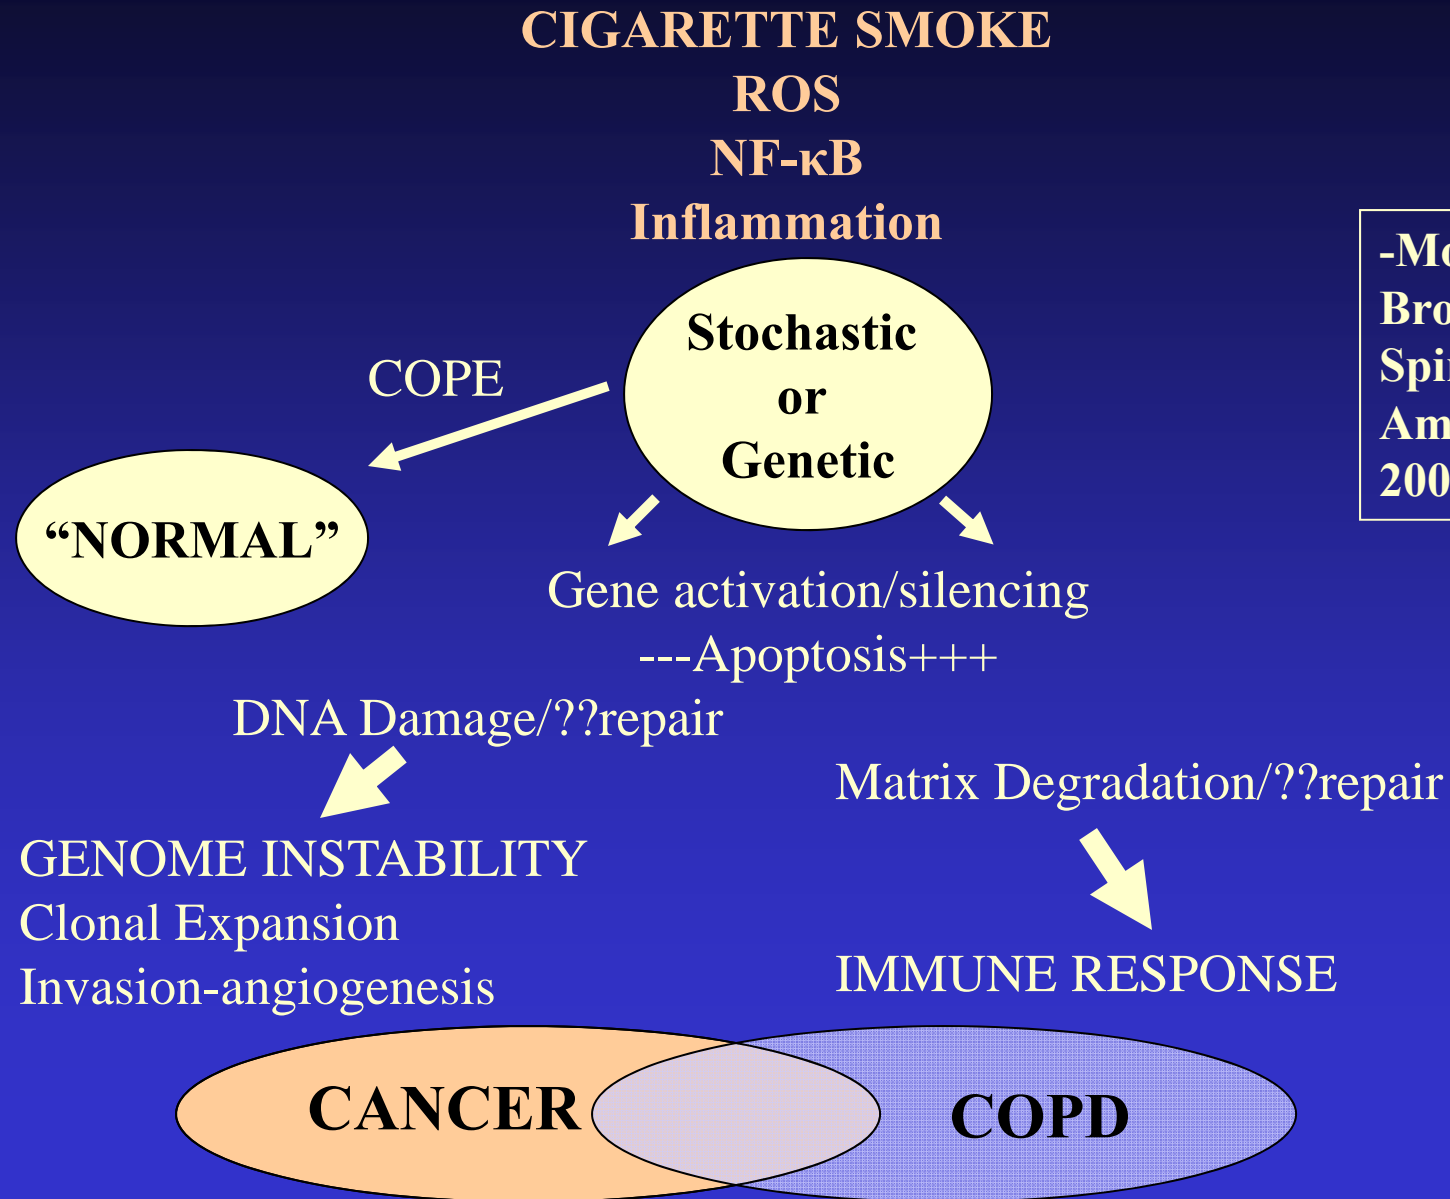 CIGARETTE SMOKE
ROS
NF-κB
Inflammation
Stochastic
or
Genetic
COPE
“NORMAL”
Gene activation/silencing
---Apoptosis+++
DNA Damage/??repair
Matrix Degradation/??repair
GENOME INSTABILITY
Clonal Expansion
Invasion-angiogenesis
IMMUNE RESPONSE
CANCER
COPD